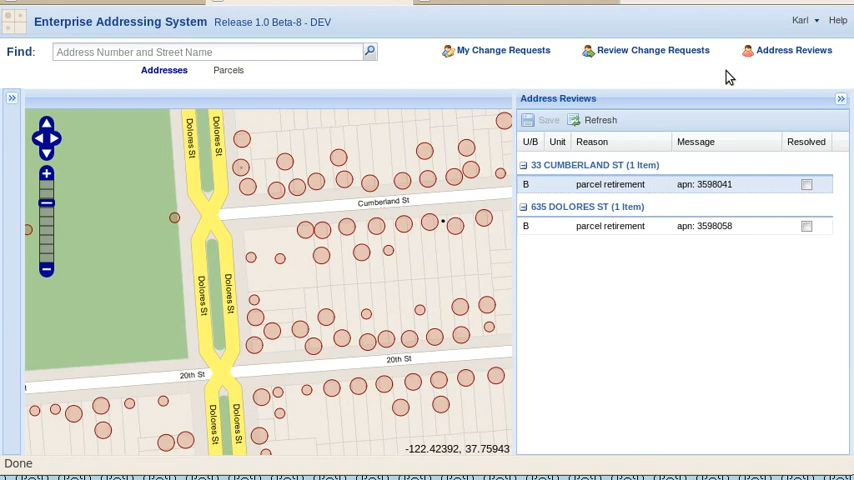 Enterprise Addressing System Release 1.0 Beta-8 - DEV
Karl Help
Find: Address Number and Street Name
My Change Requests Review Change Requests Address Reviews
Addresses Parcels
Address Reviews
Save Refresh
U/B Unit Reason Message Resolved
33 CUMBERLAND ST (1 Item)
B parcel retirement apn: 3598041
635 DOLORES ST (1 Item)
B parcel retirement apn: 3598058
Dolores St
Dolores St
Cumberland St
Dolores St
Dolores St
20th St
20th St
Dolores St
Dolores St
-122.42392, 37.75943
Done